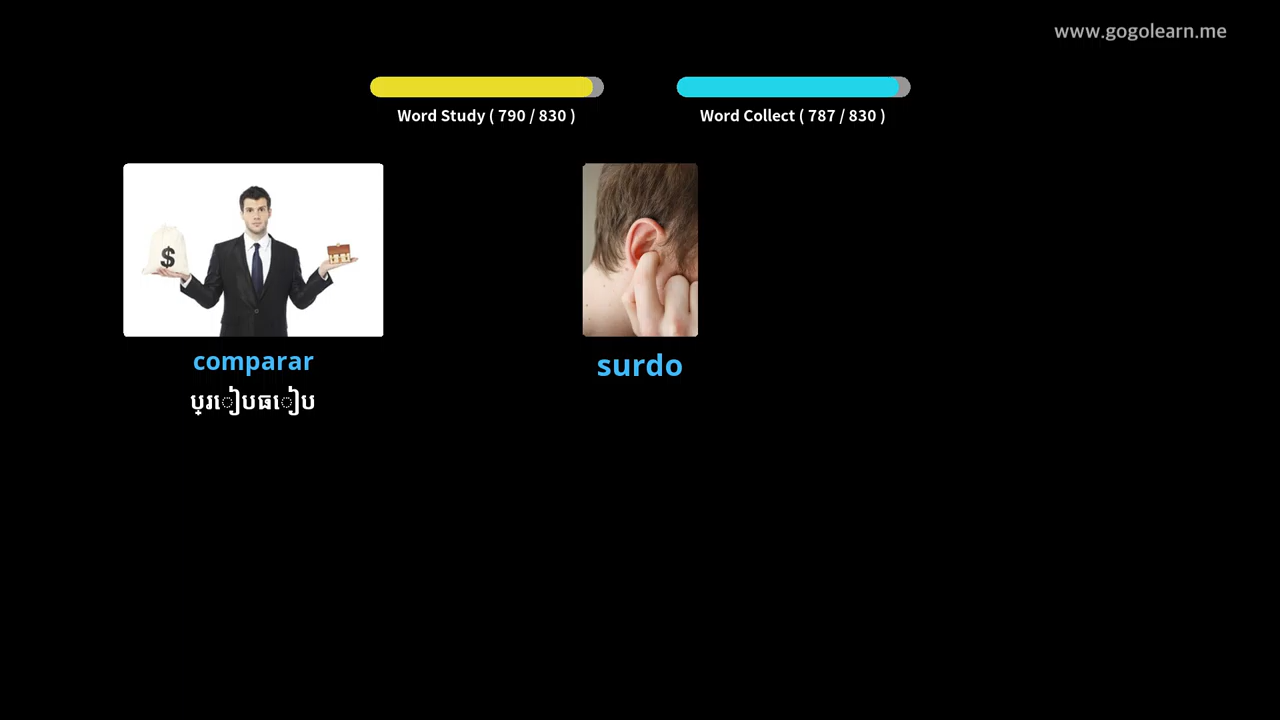 www.gogolearn.me
Word Study ( 790 / 830 )
Word Collect ( 787 / 830 )
$
comparar
ប្រៀបធៀប
surdo